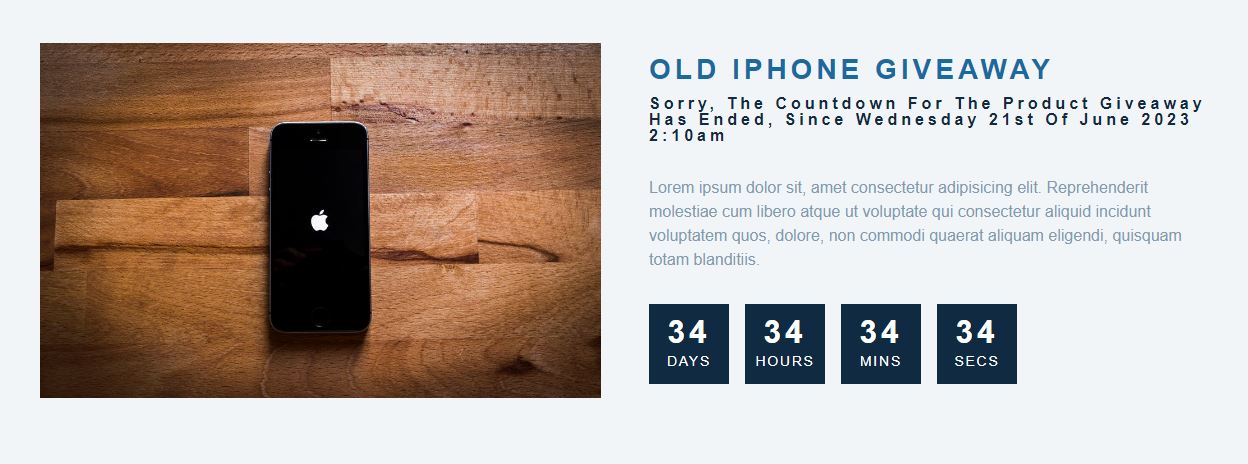 OLD IPHONE GIVEAWAY
Sorry, The Countdown For The Product Giveaway
Has Ended, Since Wednesday 21st Of June 2023
2:10am
Lorem ipsum dolor sit, amet consectetur adipisicing elit. Reprehenderit
molestiae cum libero atque ut voluptate qui consectetur aliquid incidunt
voluptatem quos, dolore, non commodi quaerat aliquam eligendi, quisquam
totam blanditiis.
34 34 34 34
DAYS HOURS MINS SECS